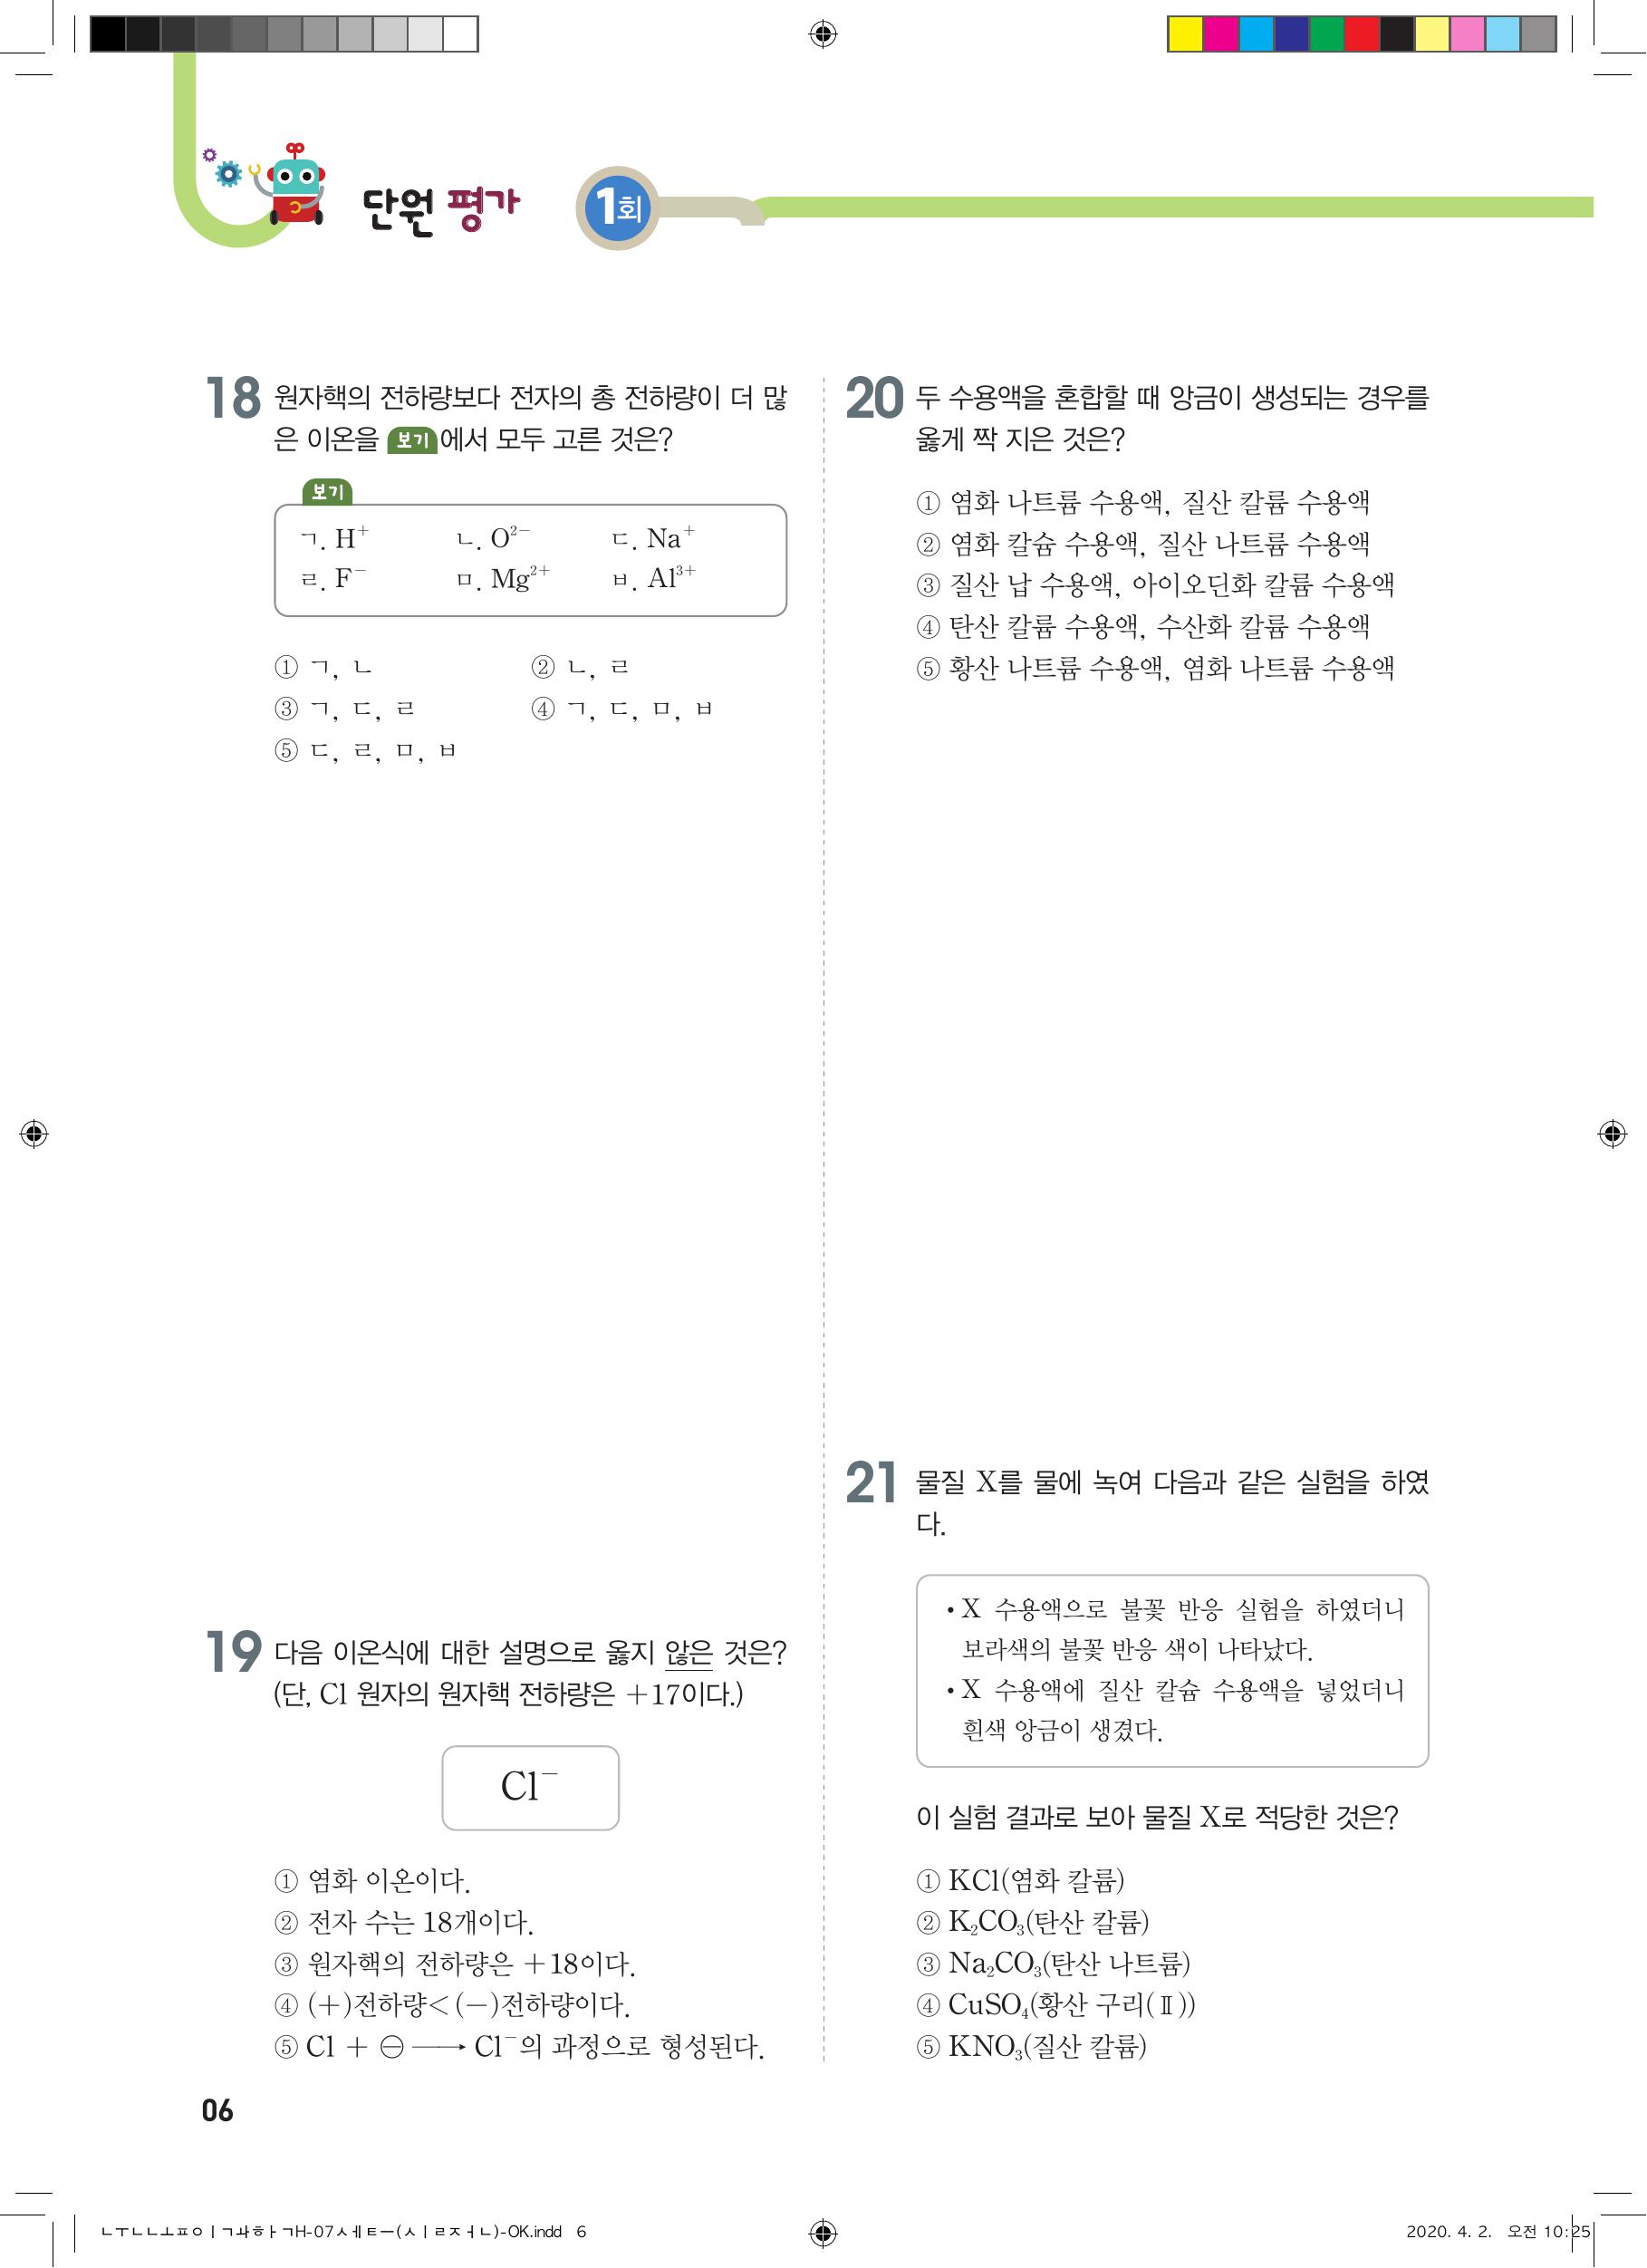 단원 평가 1회
18 원자핵의 전하량보다 전자의 총 전하량이 더 많
은 이온을 보기에서 모두 고른 것은?
보기
ㄱ. H⁺ ㄴ. O²⁻ ㄷ. Na⁺
ㄹ. F⁻ ㅁ. Mg²⁺ ㅂ. Al³⁺
① ㄱ, ㄴ ② ㄴ, ㄹ
③ ㄱ, ㄷ, ㄹ ④ ㄱ, ㄷ, ㅁ, ㅂ
⑤ ㄷ, ㄹ, ㅁ, ㅂ
19 다음 이온식에 대한 설명으로 옳지 않은 것은?
(단, Cl 원자의 원자핵 전하량은 +17이다.)
Cl⁻
① 염화 이온이다.
② 전자 수는 18개이다.
③ 원자핵의 전하량은 +18이다.
④ (+)전하량<(-)전하량이다.
⑤ Cl + ⊖ ⟶ Cl⁻의 과정으로 형성된다.
20 두 수용액을 혼합할 때 앙금이 생성되는 경우를
옳게 짝 지은 것은?
① 염화 나트륨 수용액, 질산 칼륨 수용액
② 염화 칼슘 수용액, 질산 나트륨 수용액
③ 질산 납 수용액, 아이오딘화 칼륨 수용액
④ 탄산 칼륨 수용액, 수산화 칼륨 수용액
⑤ 황산 나트륨 수용액, 염화 나트륨 수용액
21 물질 X를 물에 녹여 다음과 같은 실험을 하였
다.
• X 수용액으로 불꽃 반응 실험을 하였더니
보라색의 불꽃 반응 색이 나타났다.
• X 수용액에 질산 칼슘 수용액을 넣었더니
흰색 앙금이 생겼다.
이 실험 결과로 보아 물질 X로 적당한 것은?
① KCl(염화 칼륨)
② K₂CO₃(탄산 칼륨)
③ Na₂CO₃(탄산 나트륨)
④ CuSO₄(황산 구리(Ⅱ))
⑤ KNO₃(질산 칼륨)
06
ㄴㅜㄴㄴㅗㅍㅇㅣㄱㅘㅎㅏㄱH-07ㅅㅔㅌㅡ(ㅅㅣㄹㅈㅓㄴ)-OK.indd 6
2020. 4. 2. 오전 10:25